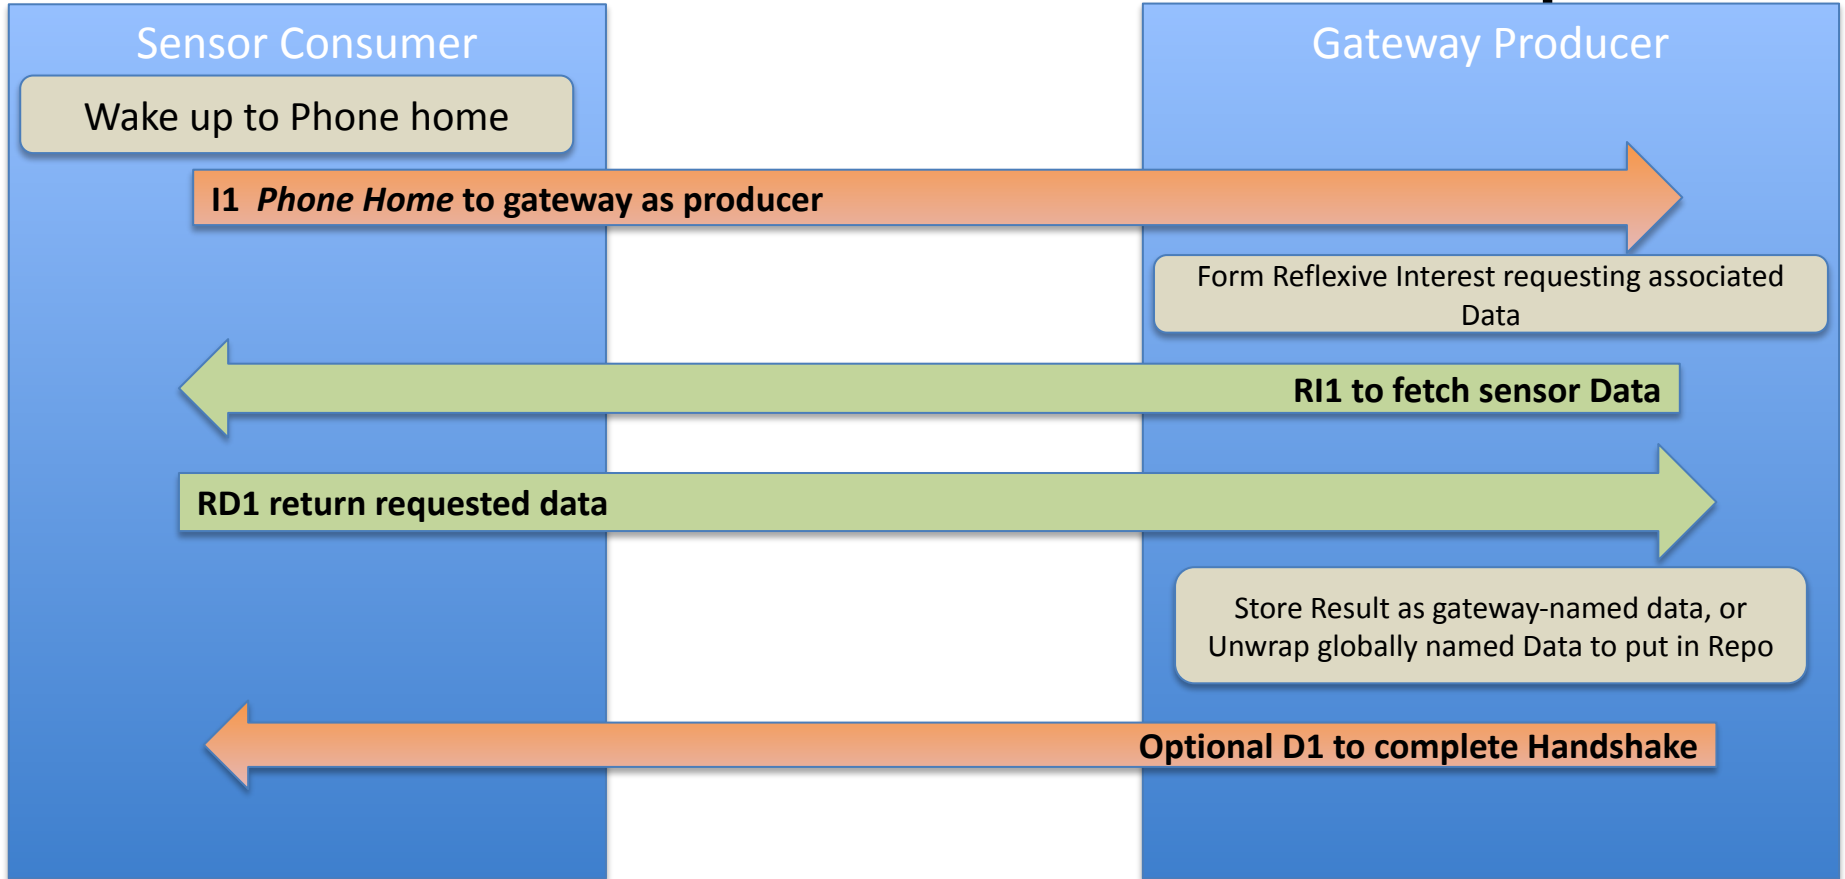 Sensor Consumer
Gateway Producer
Wake up to Phone home
I1 Phone Home to gateway as producer
Form Reflexive Interest requesting associated
Data
RI1 to fetch sensor Data
RD1 return requested data
Store Result as gateway-named data, or
Unwrap globally named Data to put in Repo
Optional D1 to complete Handshake